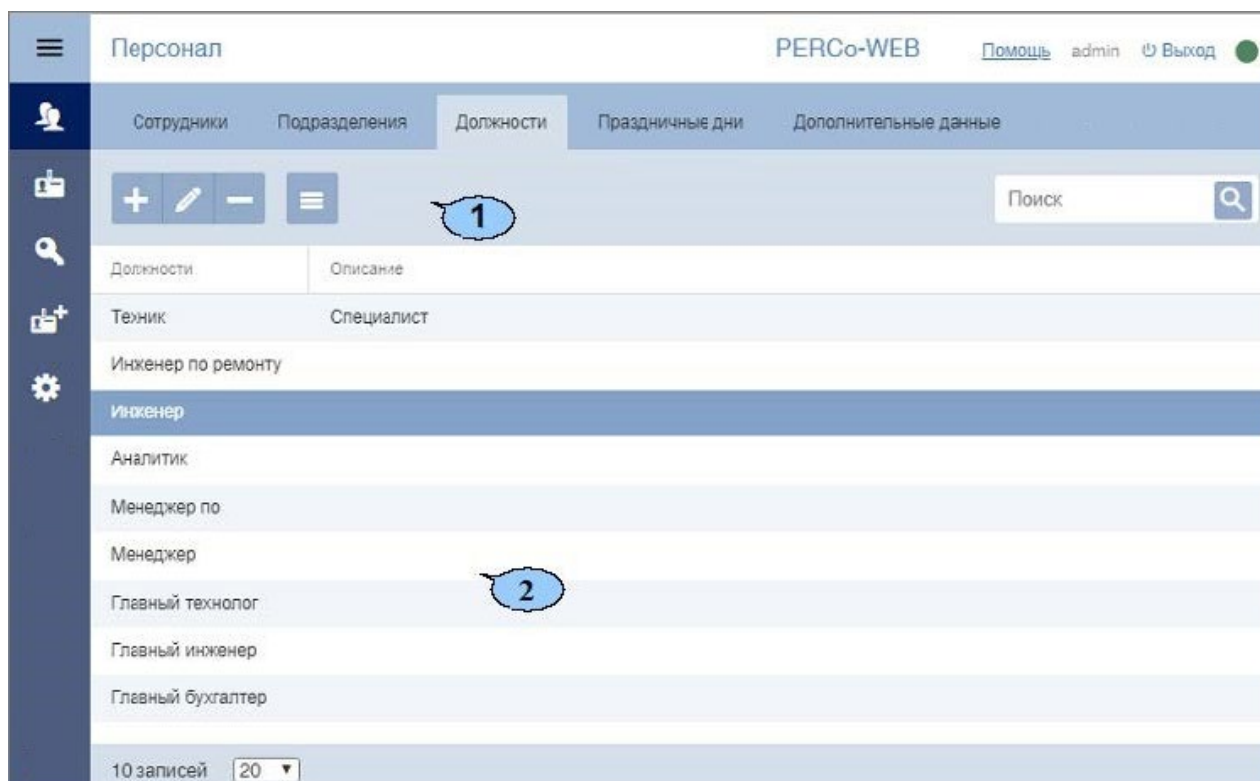 Персонал PERCo-WEB Помощь admin Выход
Сотрудники Подразделения Должности Праздничные дни Дополнительные данные
1 Поиск
Должности Описание
Техник Специалист
Инженер по ремонту
Инженер
Аналитик
Менеджер по
Менеджер
2
Главный технолог
Главный инженер
Главный бухгалтер
10 записей 20